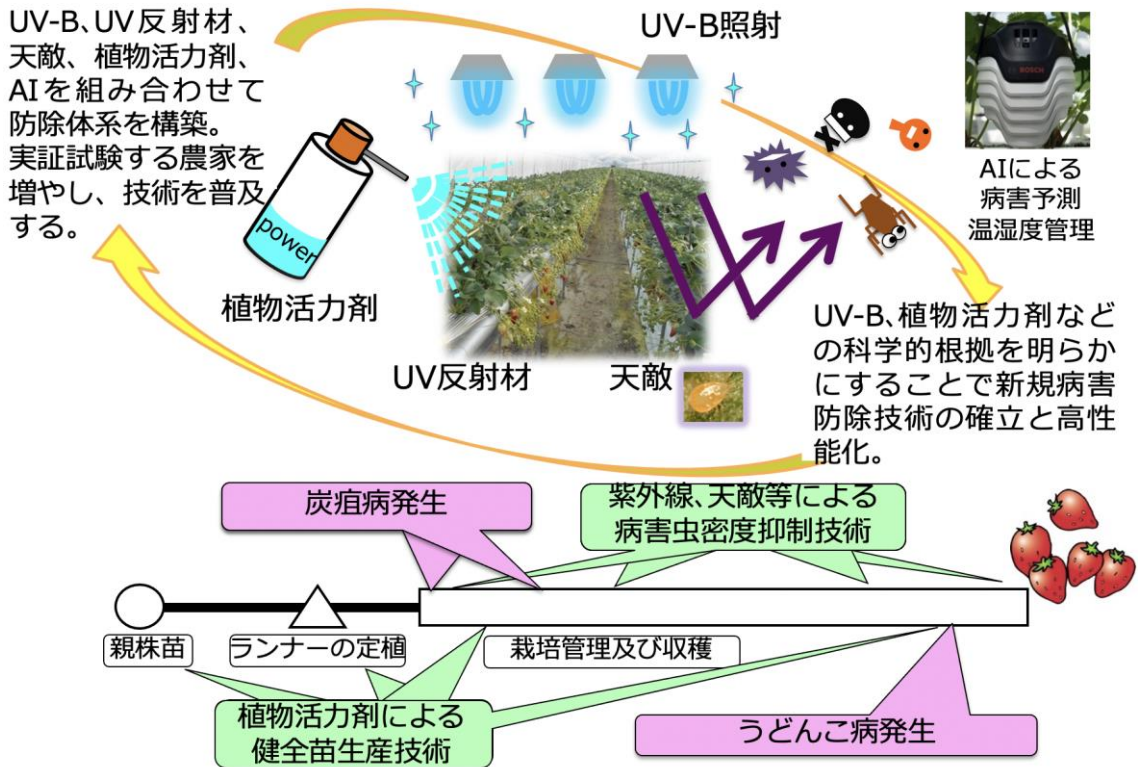 UV-B、UV反射材、
天敵、植物活力剤、
AIを組み合わせて
防除体系を構築。
実証試験する農家を
増やし、技術を普及
する。
UV-B照射
BOSCH
AIによる
病害予測
温湿度管理
power
植物活力剤
UV反射材
天敵
UV-B、植物活力剤など
の科学的根拠を明らか
にすることで新規病害
防除技術の確立と高性
能化。
炭疽病発生
紫外線、天敵等による
病害虫密度抑制技術
親株苗
ランナーの定植
栽培管理及び収穫
植物活力剤による
健全苗生産技術
うどんこ病発生